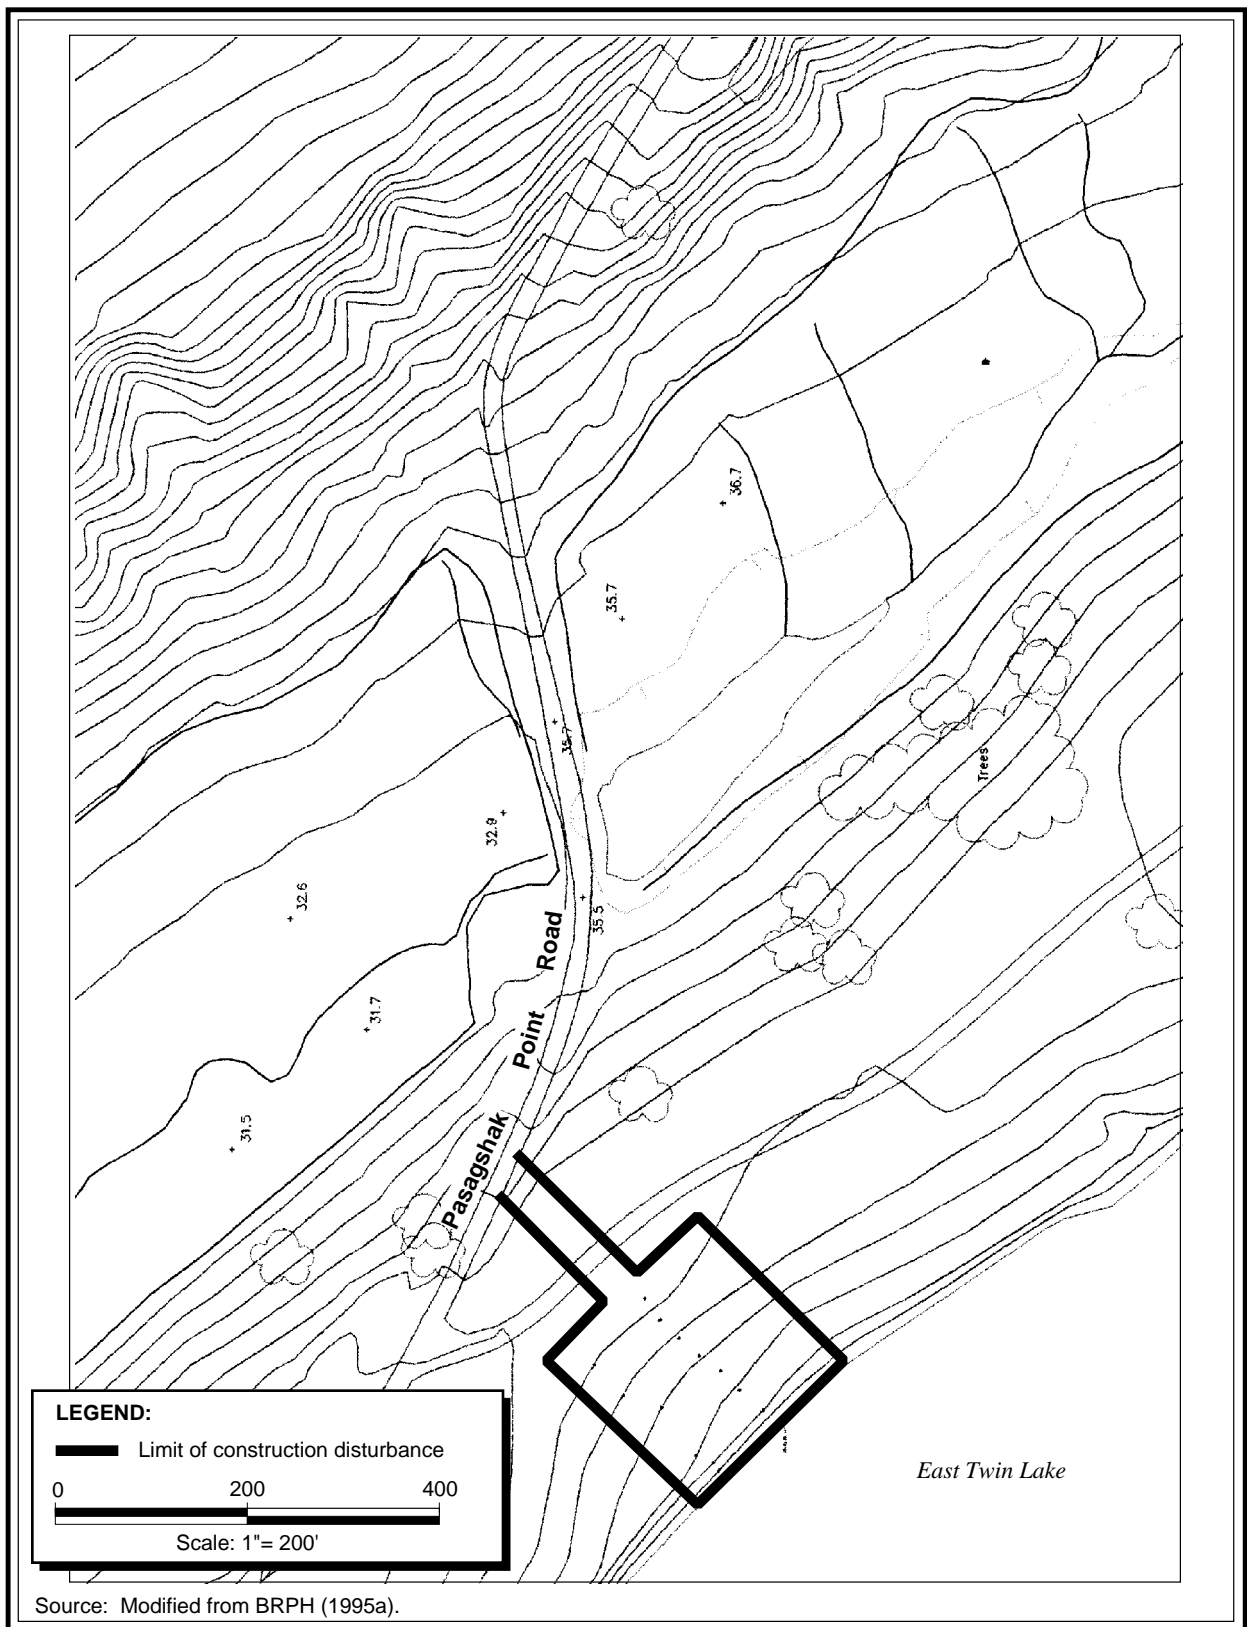 36.7
35.7
35.7
32.9
32.6
35.5
31.7
31.5
Trees
Pasagshak Point Road
East Twin Lake
LEGEND:
Limit of construction disturbance
0 200 400
Scale: 1"= 200'
Source: Modified from BRPH (1995a).